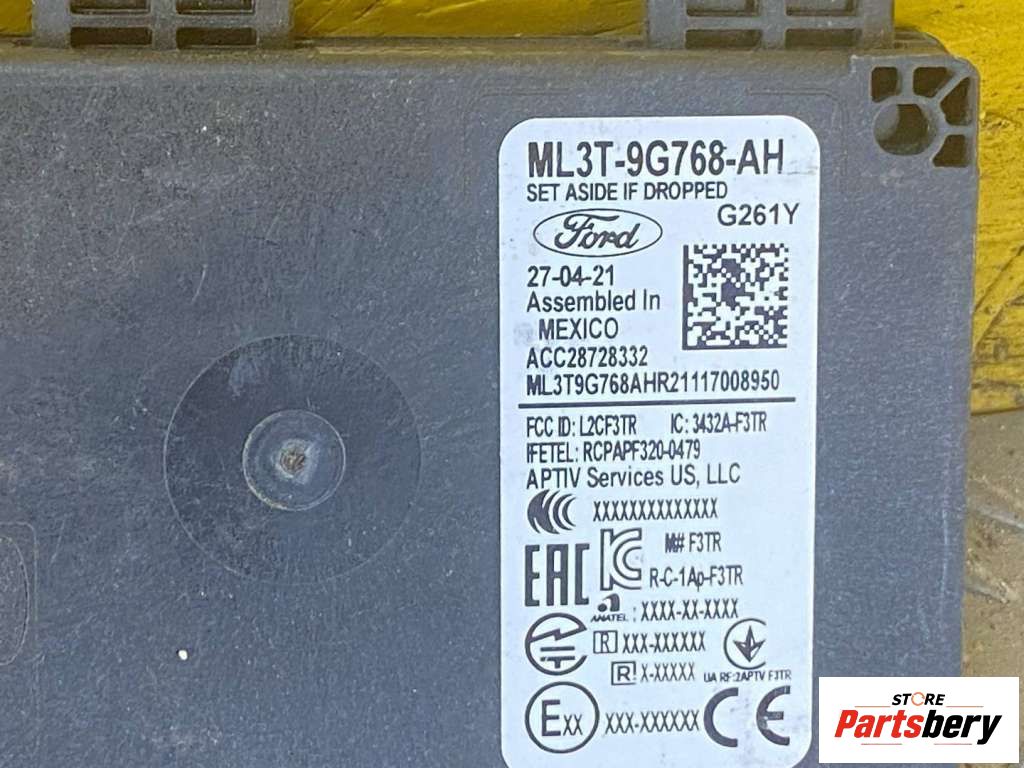 ML3T-9G768-AH
SET ASIDE IF DROPPED
Ford
G261Y
27-04-21
Assembled In
MEXICO
ACC28728332
ML3T9G768AHR21117008950
FCC ID: L2CF3TR IC: 3432A-F3TR
IFETEL: RCPAPF320-0479
APTIV Services US, LLC
XXXXXXXXXXXXXX
EAC M# F3TR
R-C-1Ap-F3TR
ANATEL : XXXX-XX-XXXX
R XXX-XXXXXX
R! X-XXXXX UA RF:2APTV F3TR
Exx XXX-XXXXXX CE
STORE
Partsbery